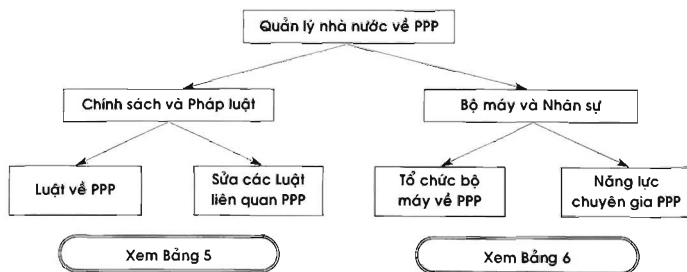 Quản lý nhà nước về PPP
Chính sách và Pháp luật
Bộ máy và Nhân sự
Luật về PPP
Sửa các Luật
liên quan PPP
Tổ chức bộ
máy về PPP
Năng lực
chuyên gia PPP
Xem Bảng 5
Xem Bảng 6